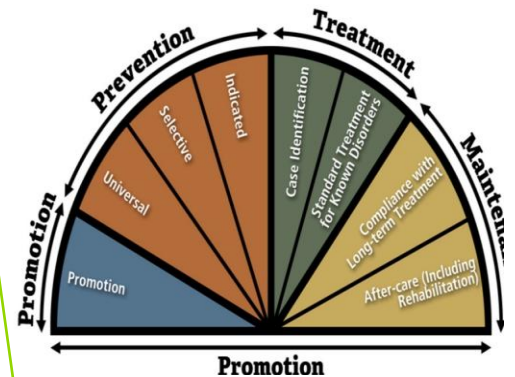 Promotion
Prevention
Treatment
Maintenan
Promotion
Universal
Selective
Indicated
Case Identification
Standard Treatment
for Known Disorders
Compliance with
Long-term Treatment
After-care (Including
Rehabilitation)
Promotion